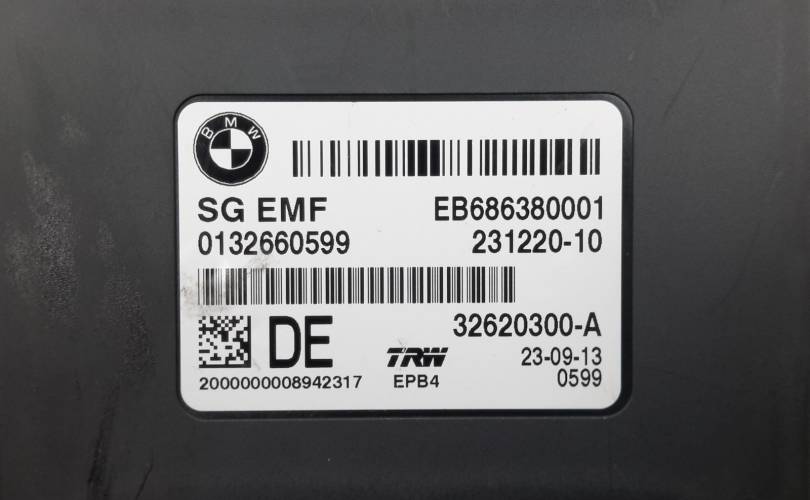 BMW
SG EMF EB686380001
0132660599 231220-10
32620300-A
DE
TRW 23-09-13
2000000008942317 EPB4 0599